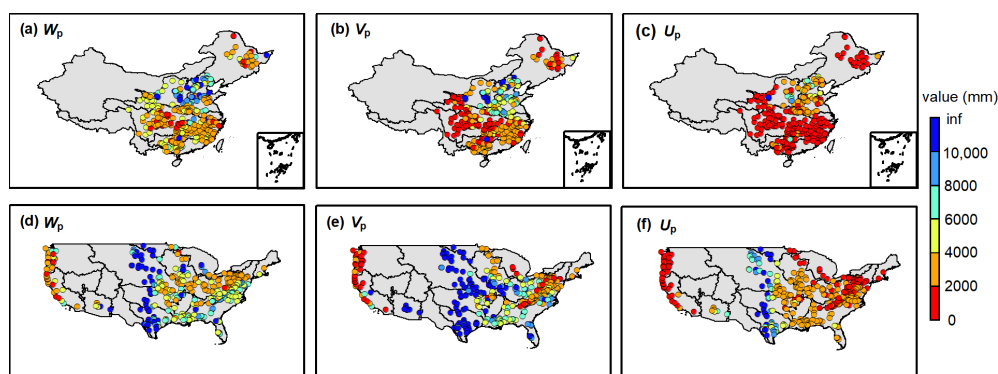 (a) Wp
(b) Vp
(c) Up
value (mm)
inf
10,000
8000
6000
4000
2000
0
(d) Wp
(e) Vp
(f) Up